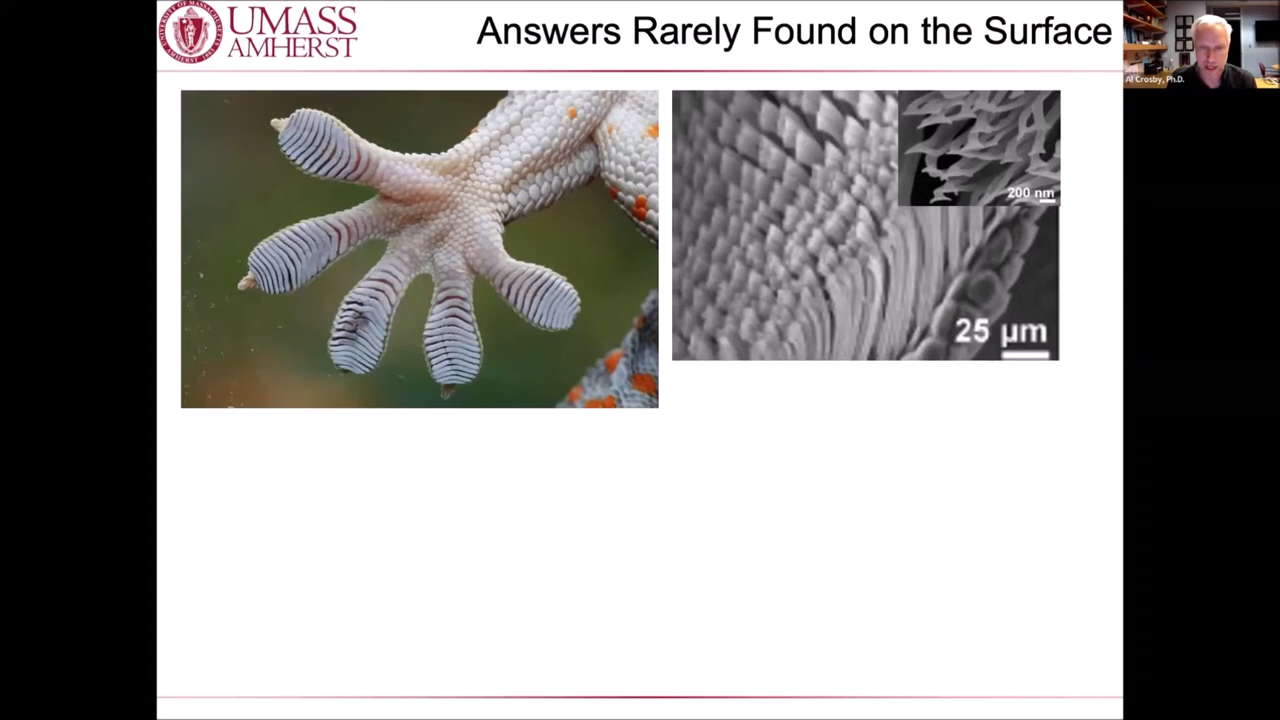 UMASS
AMHERST
Answers Rarely Found on the Surface
Al Crosby, Ph.D.
200 nm
25 µm